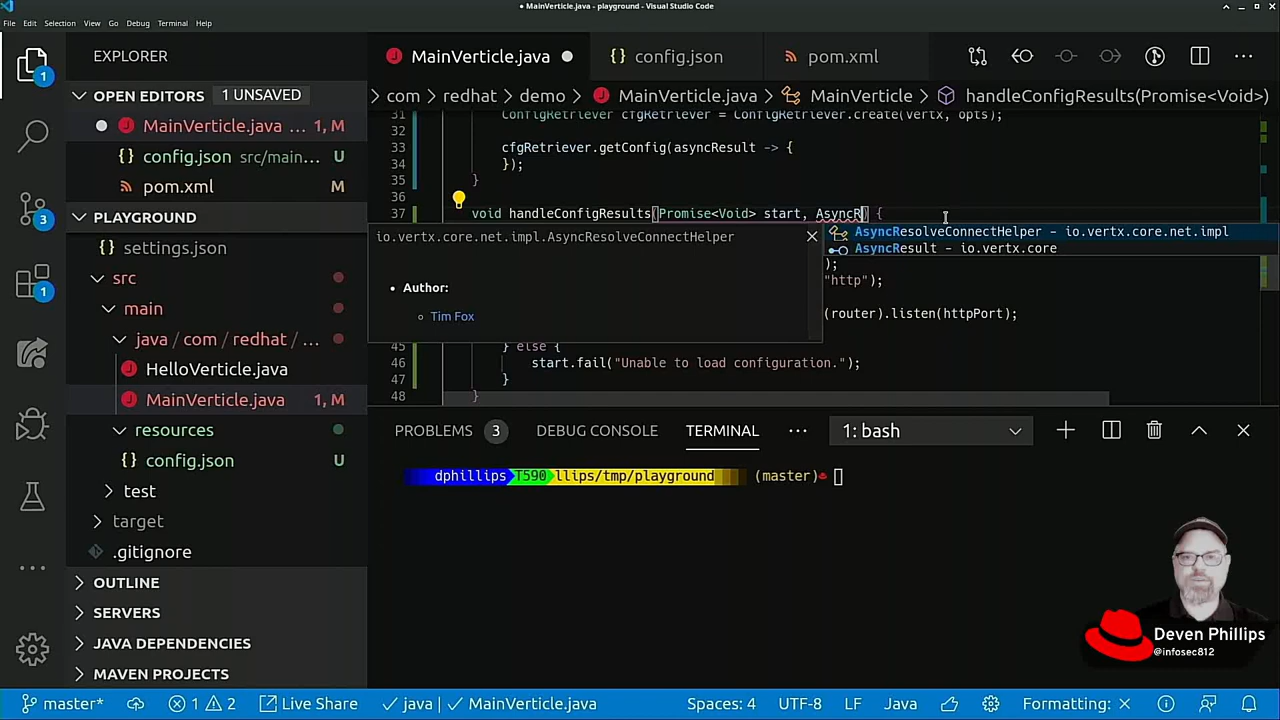 ● MainVerticle.java - playground - Visual Studio Code
File Edit Selection View Go Debug Terminal Help
EXPLORER
MainVerticle.java
config.json
pom.xml
OPEN EDITORS 1 UNSAVED
com > redhat > demo > MainVerticle.java > MainVerticle > handleConfigResults(Promise<Void>)
MainVerticle.java ... 1, M
config.json src/main... U
pom.xml M
31 ConfigRetriever cfgRetriever = ConfigRetriever.create(vertx, opts);
32
33 cfgRetriever.getConfig(asyncResult -> {
34 });
35 }
36
37 void handleConfigResults(Promise<Void> start, AsyncR) {
io.vertx.core.net.impl.AsyncResolveConnectHelper
Author:
Tim Fox
AsyncResolveConnectHelper - io.vertx.core.net.impl
AsyncResult - io.vertx.core
);
"http");
(router).listen(httpPort);
45 } else {
46 start.fail("Unable to load configuration.");
47 }
48 }
PLAYGROUND
settings.json
src
main
java / com / redhat / ...
HelloVerticle.java
MainVerticle.java 1, M
resources
config.json U
test
target
.gitignore
OUTLINE
SERVERS
JAVA DEPENDENCIES
MAVEN PROJECTS
1
3
1
PROBLEMS 3 DEBUG CONSOLE TERMINAL ... 1: bash
dphillips T590 llips/tmp/playground (master)
Deven Phillips
@infosec812
master* 1 2 Live Share java MainVerticle.java Spaces: 4 UTF-8 LF Java Formatting: ×